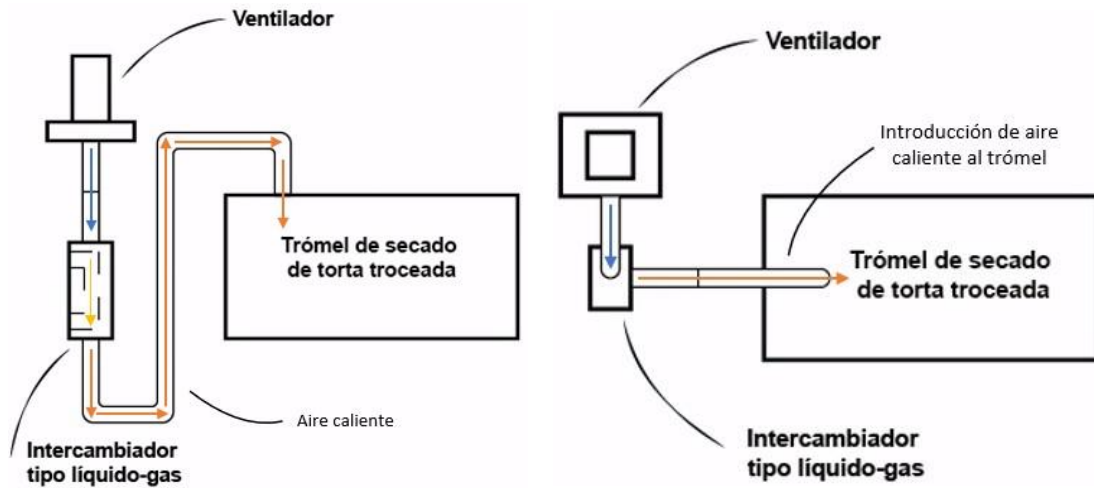 Ventilador
Trómel de secado
de torta troceada
Aire caliente
Intercambiador
tipo líquido-gas
Ventilador
Introducción de aire
caliente al trómel
Trómel de secado
de torta troceada
Intercambiador
tipo líquido-gas